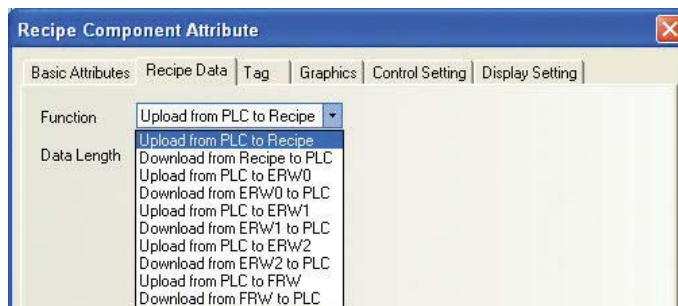 Recipe Component Attribute
Basic Attributes Recipe Data Tag Graphics Control Setting Display Setting
Function Upload from PLC to Recipe
Upload from PLC to Recipe
Data Length
Download from Recipe to PLC
Upload from PLC to ERW0
Download from ERW0 to PLC
Upload from PLC to ERW1
Download from ERW1 to PLC
Upload from PLC to ERW2
Download from ERW2 to PLC
Upload from PLC to FRW
Download from FRW to PLC